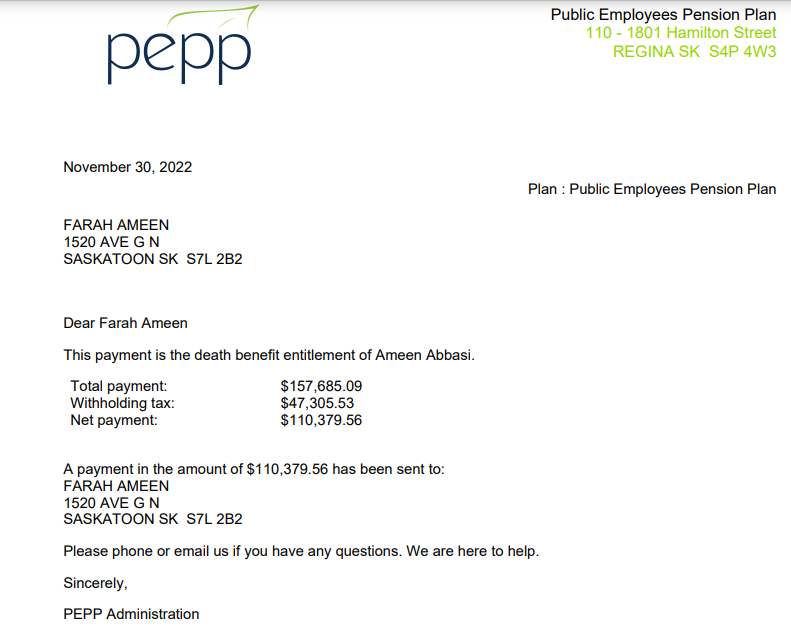 pepp
Public Employees Pension Plan
110 - 1801 Hamilton Street
REGINA SK  S4P 4W3
November 30, 2022
Plan : Public Employees Pension Plan
FARAH AMEEN
1520 AVE G N
SASKATOON SK  S7L 2B2
Dear Farah Ameen
This payment is the death benefit entitlement of Ameen Abbasi.
Total payment: $157,685.09
Withholding tax: $47,305.53
Net payment: $110,379.56
A payment in the amount of $110,379.56 has been sent to:
FARAH AMEEN
1520 AVE G N
SASKATOON SK  S7L 2B2
Please phone or email us if you have any questions. We are here to help.
Sincerely,
PEPP Administration